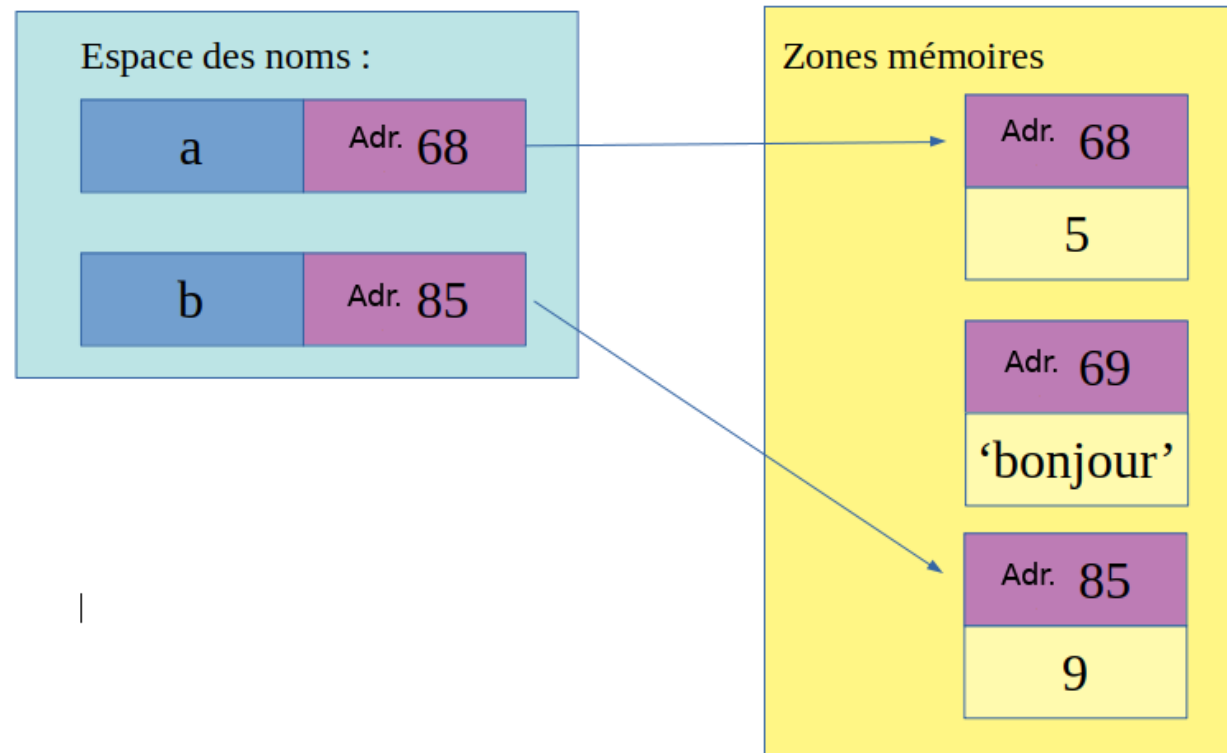 Espace des noms :
a Adr. 68
b Adr. 85
Zones mémoires
Adr. 68
5
Adr. 69
‘bonjour’
Adr. 85
9